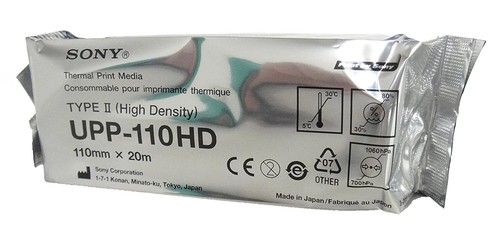 SONY®
Thermal Print Media
Consommable pour imprimante thermique
TYPE II (High Density)
UPP-110HD
110mm × 20m
Sony Corporation
1-7-1 Konan, Minato-ku, Tokyo, Japan
CE
07
OTHER
30℃
5℃
80%
%
30%
1060hPa
700hPa
Made in Japan / Fabriqué au Japon